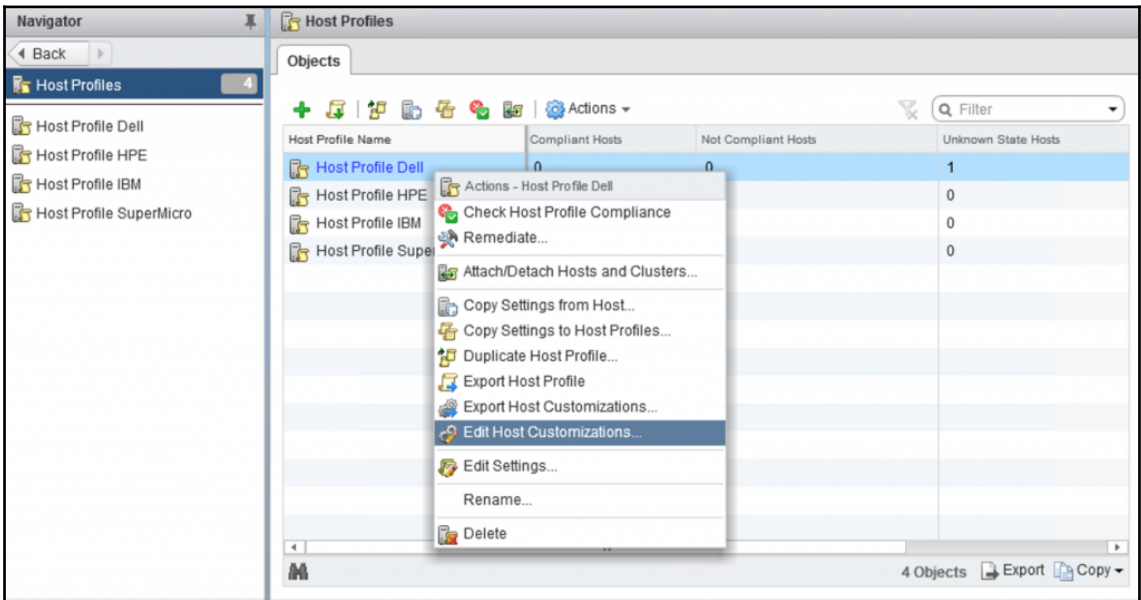 Navigator
Back
Host Profiles 4
Host Profile Dell
Host Profile HPE
Host Profile IBM
Host Profile SuperMicro
Host Profiles
Objects
Actions
Filter
Host Profile Name Compliant Hosts Not Compliant Hosts Unknown State Hosts
Host Profile Dell 0 0 1
Host Profile HPE 0
Host Profile IBM 0
Host Profile Supe 0
Actions - Host Profile Dell
Check Host Profile Compliance
Remediate...
Attach/Detach Hosts and Clusters...
Copy Settings from Host...
Copy Settings to Host Profiles...
Duplicate Host Profile...
Export Host Profile
Export Host Customizations...
Edit Host Customizations...
Edit Settings...
Rename...
Delete
4 Objects Export Copy